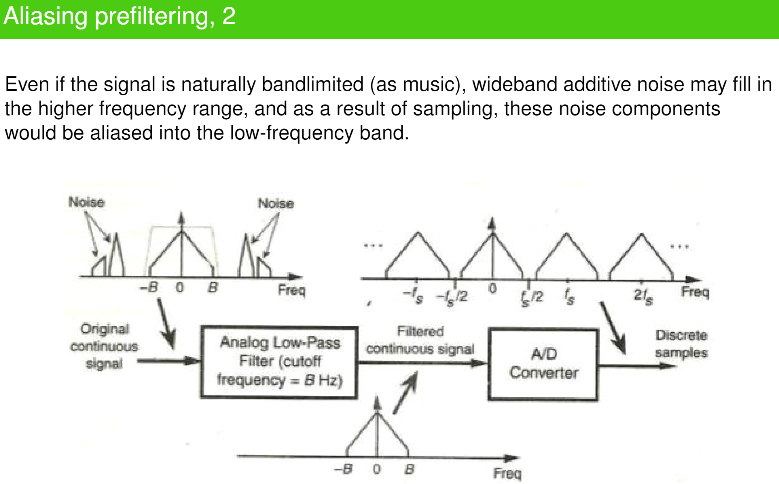 Aliasing prefiltering, 2
Even if the signal is naturally bandlimited (as music), wideband additive noise may fill in
the higher frequency range, and as a result of sampling, these noise components
would be aliased into the low-frequency band.
Noise
Noise
-B 0 B Freq
... ...
-fs -fs/2 0 fs/2 fs 2fs Freq
Original
continuous
signal
Analog Low-Pass
Filter (cutoff
frequency = B Hz)
Filtered
continuous signal
A/D
Converter
Discrete
samples
-B 0 B Freq